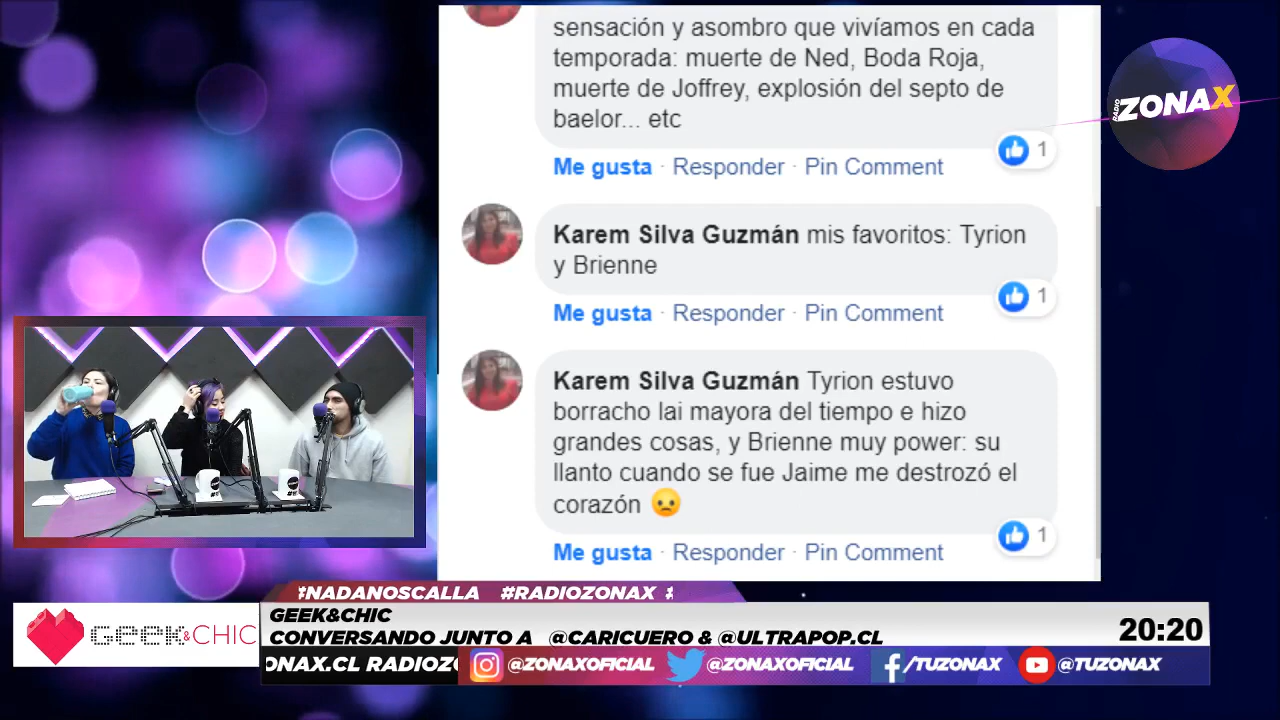 sensación y asombro que vivíamos en cada
temporada: muerte de Ned, Boda Roja,
muerte de Joffrey, explosión del septo de
baelor... etc
1
Me gusta · Responder · Pin Comment
RADIO
ZONAX
Karem Silva Guzmán mis favoritos: Tyrion
y Brienne
1
Me gusta · Responder · Pin Comment
Karem Silva Guzmán Tyrion estuvo
borracho lai mayora del tiempo e hizo
grandes cosas, y Brienne muy power: su
llanto cuando se fue Jaime me destrozó el
corazón
1
Me gusta · Responder · Pin Comment
#NADANOSCALLA #RADIOZONAX
GEEK&CHIC
GEEK&CHIC
CONVERSANDO JUNTO A @CARICUERO & @ULTRAPOP.CL
20:20
ONAX.CL RADIOZO
@ZONAXOFICIAL
@ZONAXOFICIAL
/TUZONAX
@TUZONAX